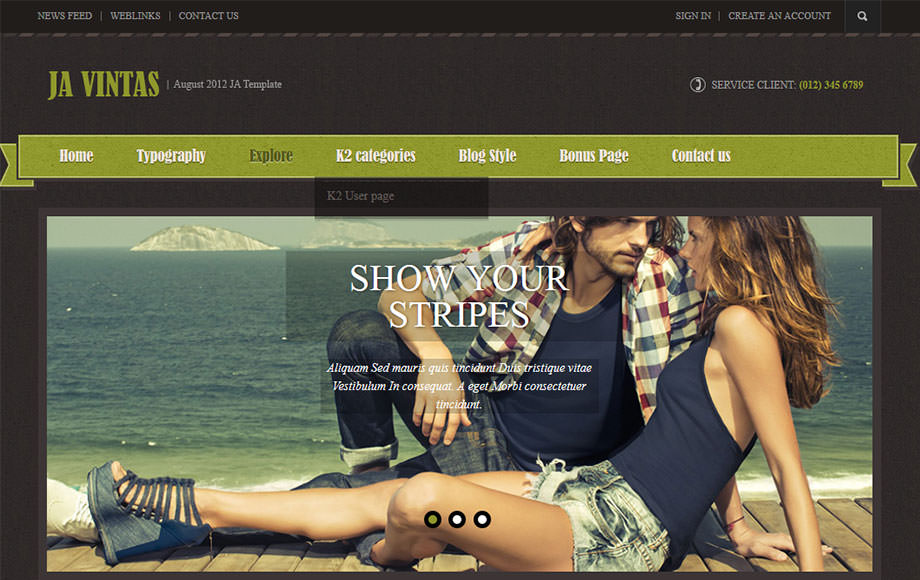 NEWS FEED | WEBLINKS | CONTACT US
SIGN IN | CREATE AN ACCOUNT
JA VINTAS | August 2012 JA Template
SERVICE CLIENT: (012) 345 6789
Home Typography Explore K2 categories Blog Style Bonus Page Contact us
K2 User page
SHOW YOUR
STRIPES
Aliquam Sed mauris quis tincidunt Duis tristique vitae
Vestibulum In consequat. A eget Morbi consectetuer
tincidunt.